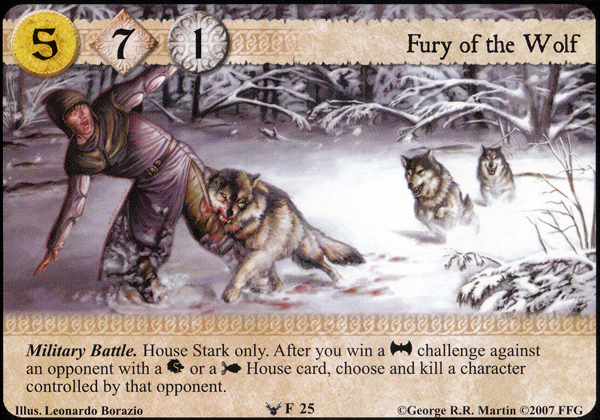 5 7 1 Fury of the Wolf
Military Battle. House Stark only. After you win a challenge against
an opponent with a or a House card, choose and kill a character
controlled by that opponent.
Illus. Leonardo Borazio F 25 ©George R.R. Martin ©2007 FFG